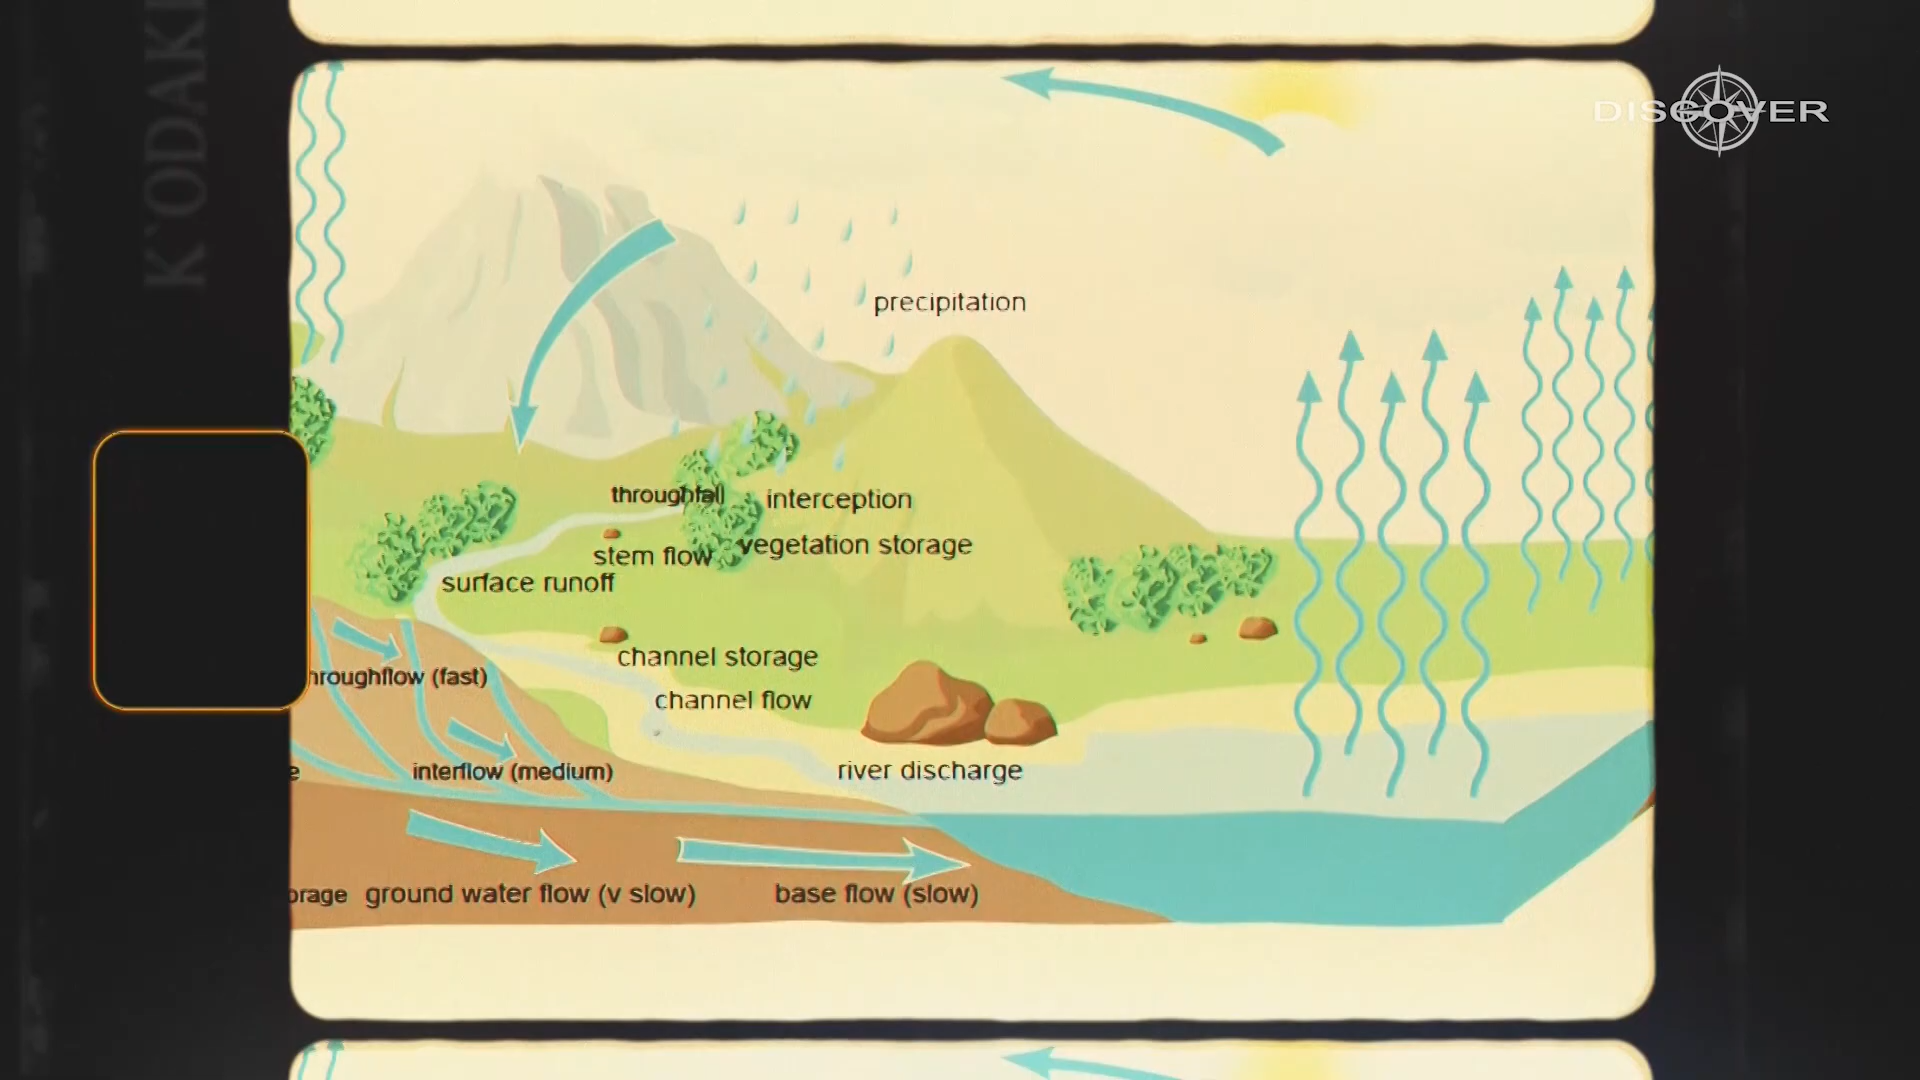 K`ODAKI
DISCOVER
precipitation
throughfall
interception
stem flow
vegetation storage
surface runoff
channel storage
hroughflow (fast)
channel flow
e
interflow (medium)
river discharge
orage
ground water flow (v slow)
base flow (slow)